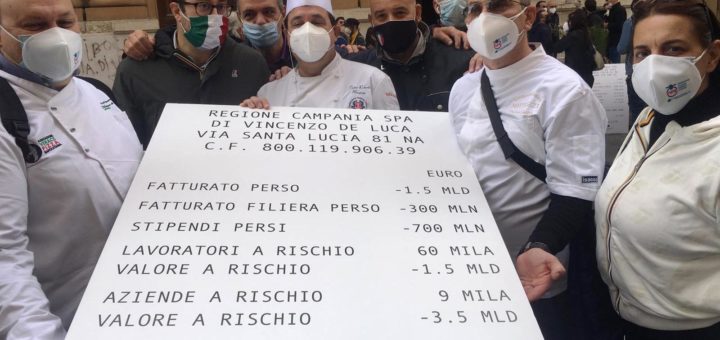 REGIONE CAMPANIA SPA
DI VINCENZO DE LUCA
VIA SANTA LUCIA 81 NA
C.F. 800.119.906.39
EURO
FATTURATO PERSO -1.5 MLD
FATTURATO FILIERA PERSO -300 MLN
STIPENDI PERSI -700 MLN
LAVORATORI A RISCHIO 60 MILA
VALORE A RISCHIO -1.5 MLD
AZIENDE A RISCHIO 9 MILA
VALORE A RISCHIO -3.5 MLD